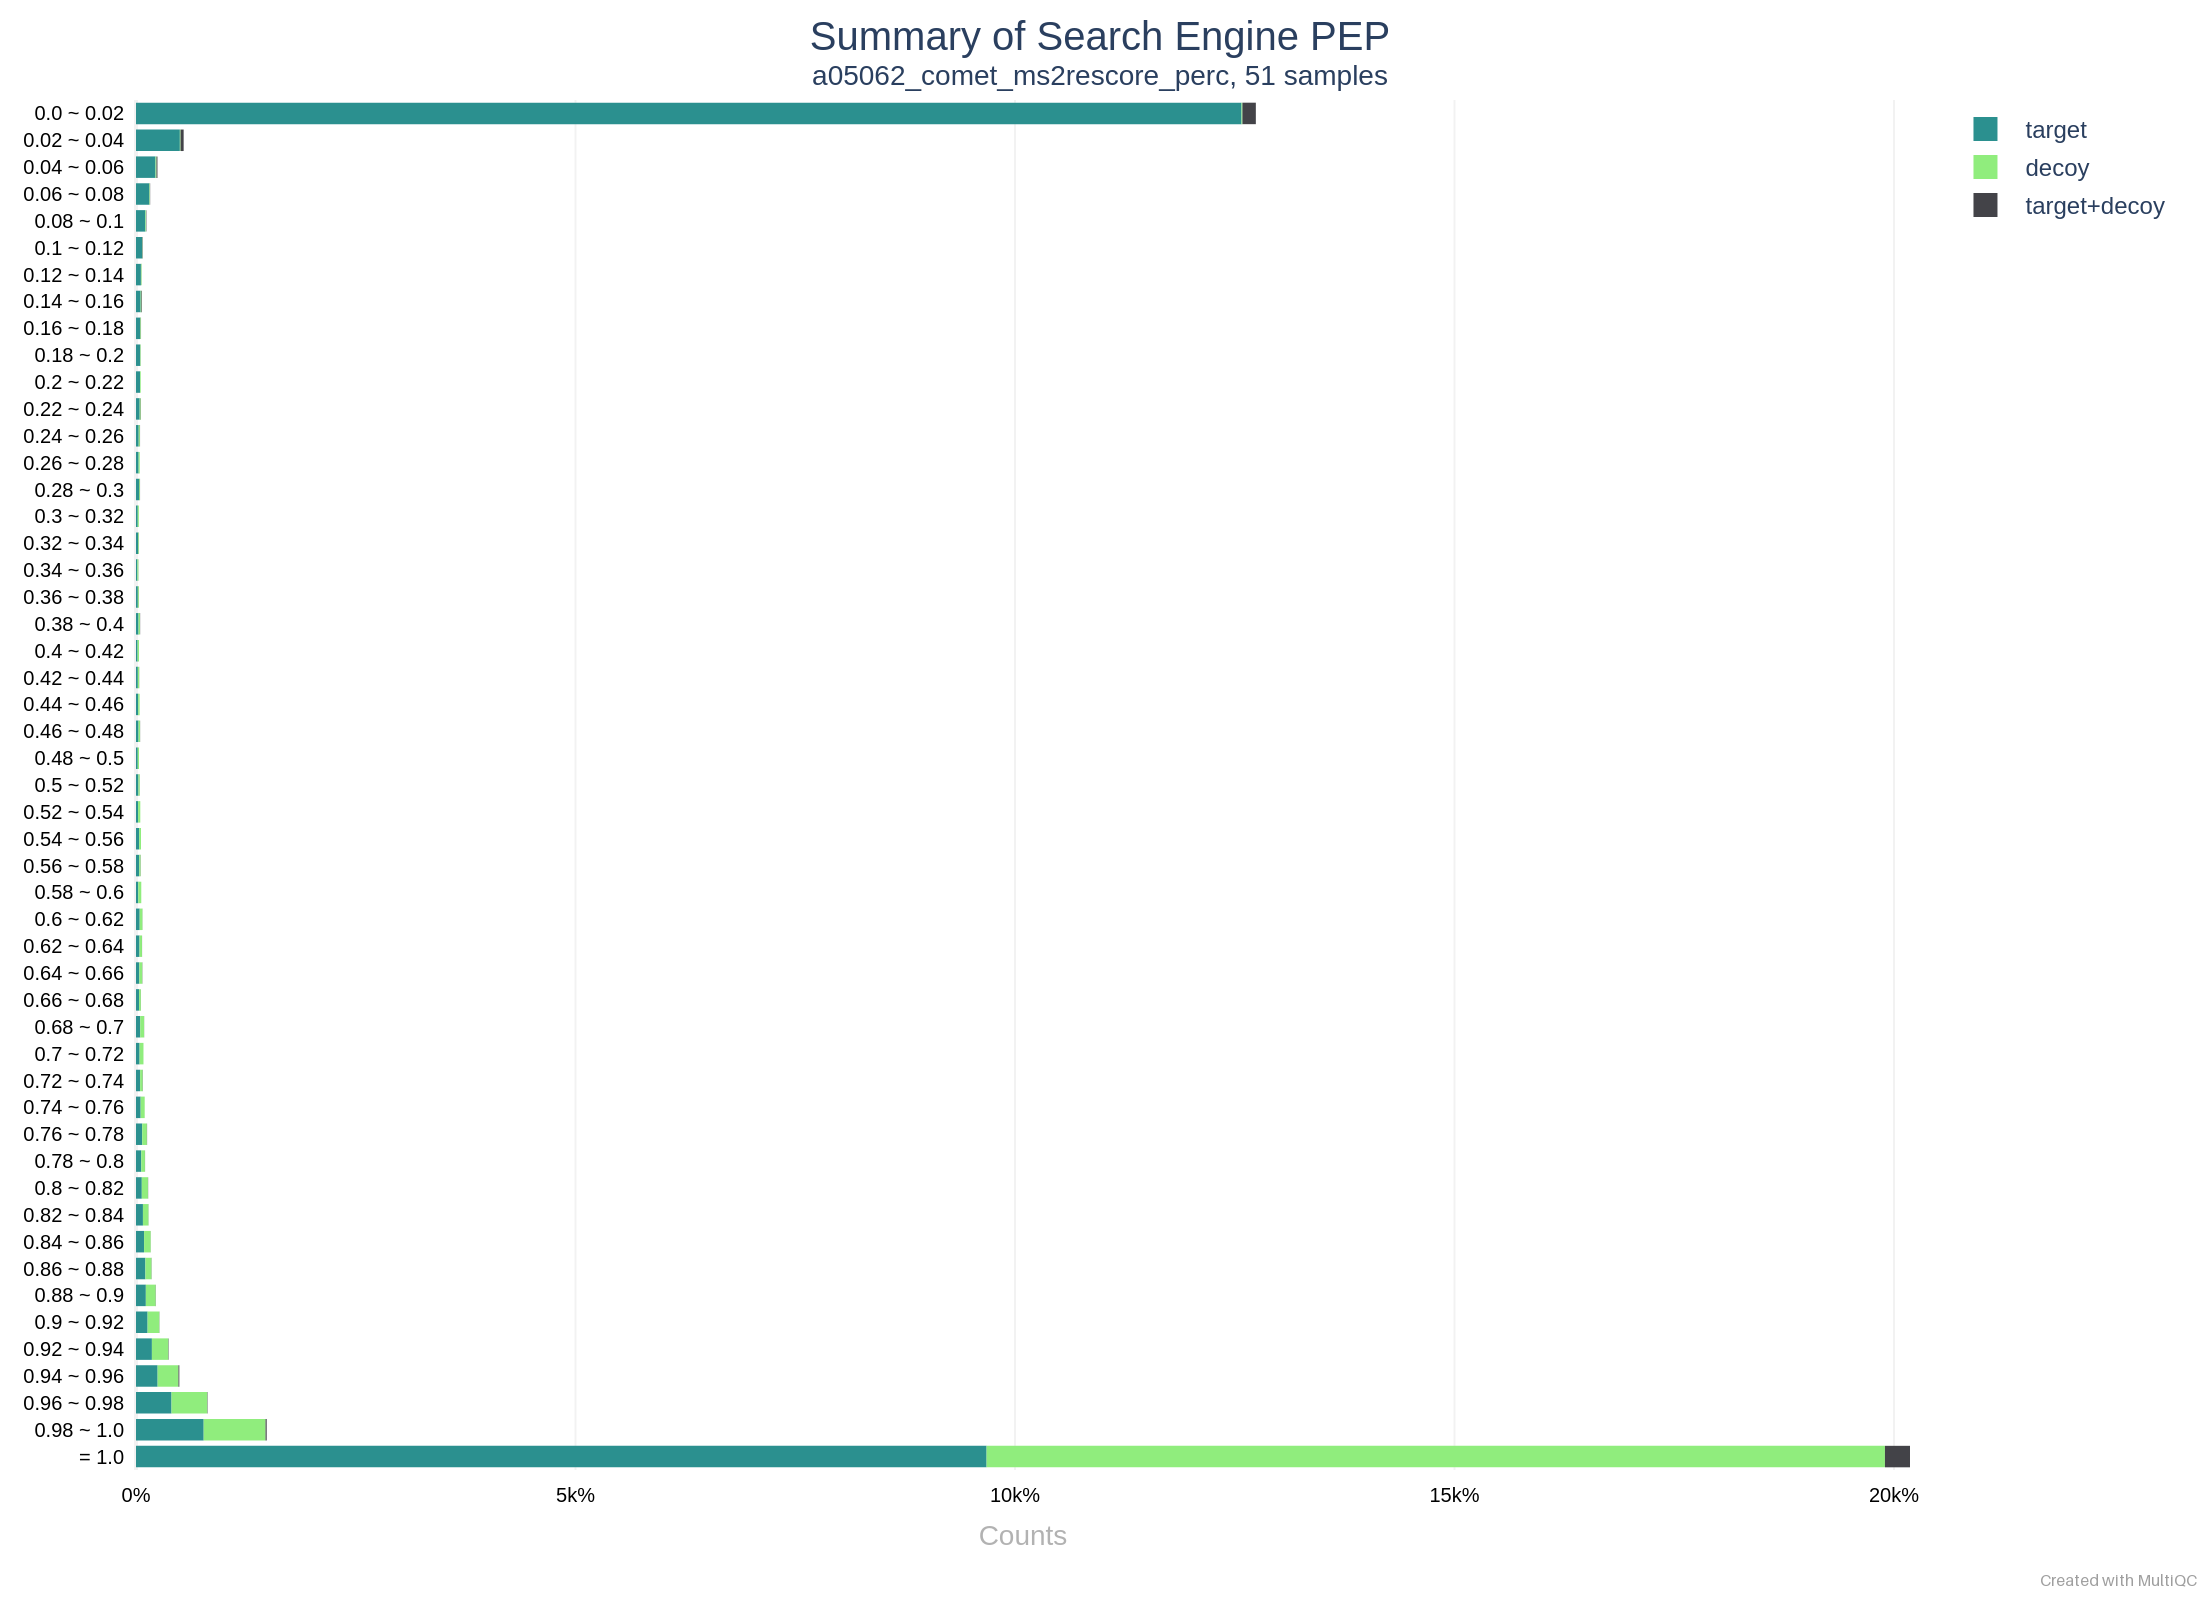 Summary of Search Engine PEP
a05062_comet_ms2rescore_perc, 51 samples
target
decoy
target+decoy
0.0 ~ 0.02
0.02 ~ 0.04
0.04 ~ 0.06
0.06 ~ 0.08
0.08 ~ 0.1
0.1 ~ 0.12
0.12 ~ 0.14
0.14 ~ 0.16
0.16 ~ 0.18
0.18 ~ 0.2
0.2 ~ 0.22
0.22 ~ 0.24
0.24 ~ 0.26
0.26 ~ 0.28
0.28 ~ 0.3
0.3 ~ 0.32
0.32 ~ 0.34
0.34 ~ 0.36
0.36 ~ 0.38
0.38 ~ 0.4
0.4 ~ 0.42
0.42 ~ 0.44
0.44 ~ 0.46
0.46 ~ 0.48
0.48 ~ 0.5
0.5 ~ 0.52
0.52 ~ 0.54
0.54 ~ 0.56
0.56 ~ 0.58
0.58 ~ 0.6
0.6 ~ 0.62
0.62 ~ 0.64
0.64 ~ 0.66
0.66 ~ 0.68
0.68 ~ 0.7
0.7 ~ 0.72
0.72 ~ 0.74
0.74 ~ 0.76
0.76 ~ 0.78
0.78 ~ 0.8
0.8 ~ 0.82
0.82 ~ 0.84
0.84 ~ 0.86
0.86 ~ 0.88
0.88 ~ 0.9
0.9 ~ 0.92
0.92 ~ 0.94
0.94 ~ 0.96
0.96 ~ 0.98
0.98 ~ 1.0
= 1.0
0% 5k% 10k% 15k% 20k%
Counts
Created with MultiQC